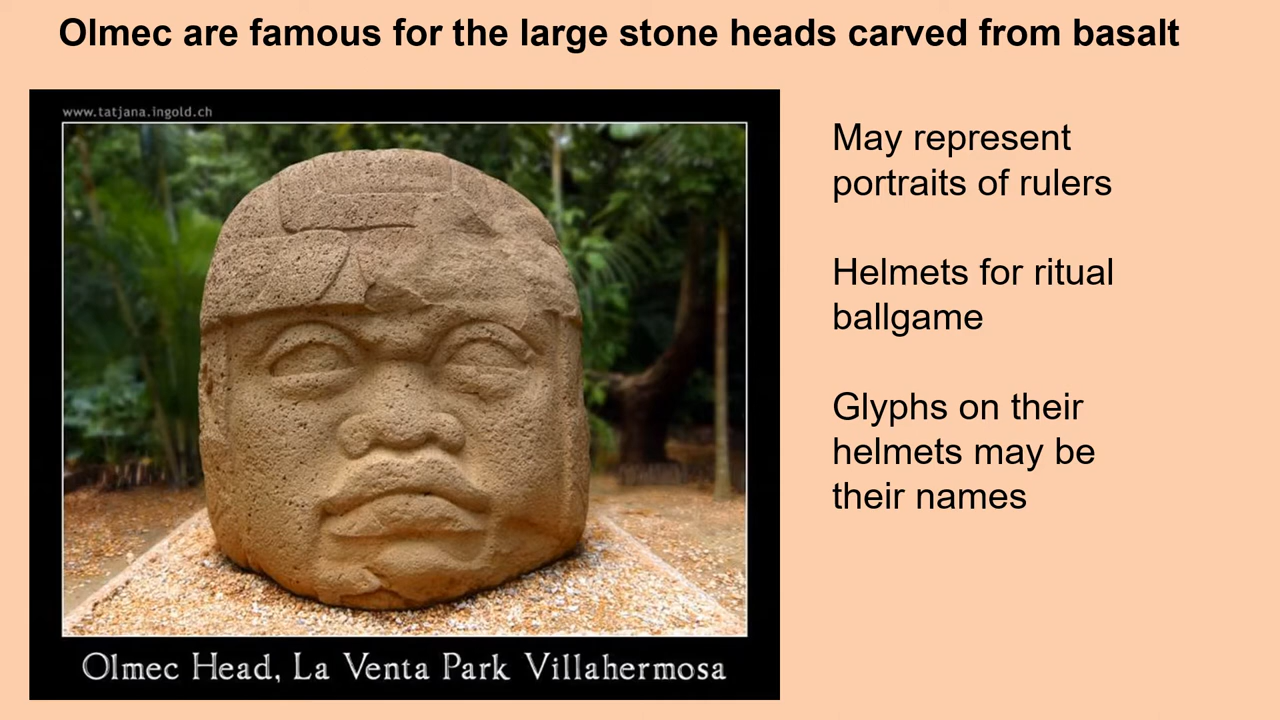 Olmec are famous for the large stone heads carved from basalt
www.tatjana.ingold.ch
Olmec Head, La Venta Park Villahermosa
May represent
portraits of rulers
Helmets for ritual
ballgame
Glyphs on their
helmets may be
their names